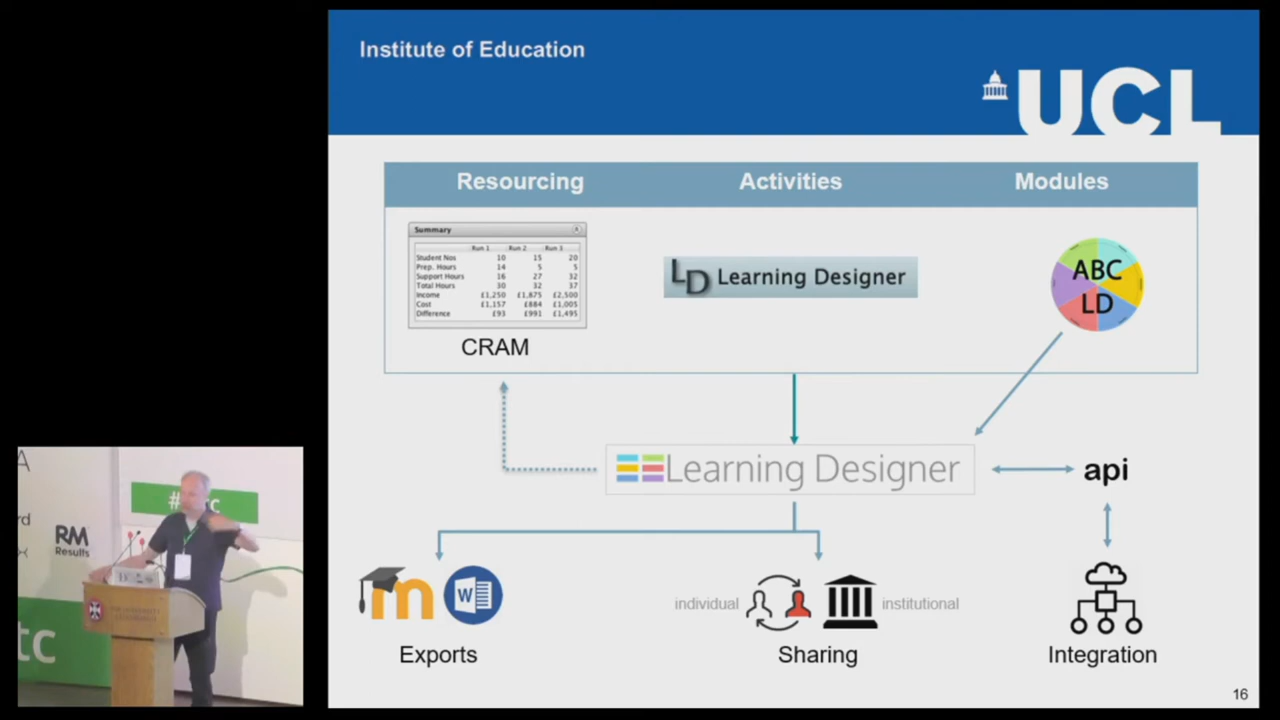 Institute of Education
UCL
Resourcing Activities Modules
Summary
Run 1 Run 2 Run 3
Student Nos 10 15 20
Prep. Hours 14 5 5
Support Hours 16 27 32
Total Hours 30 32 37
Income £1,250 £1,875 £2,500
Cost £1,157 £884 £1,005
Difference £93 £991 £1,495
CRAM
LD Learning Designer
ABC
LD
Learning Designer
api
m
W
individual
institutional
Exports
Sharing
Integration
16
RM
Results
tc